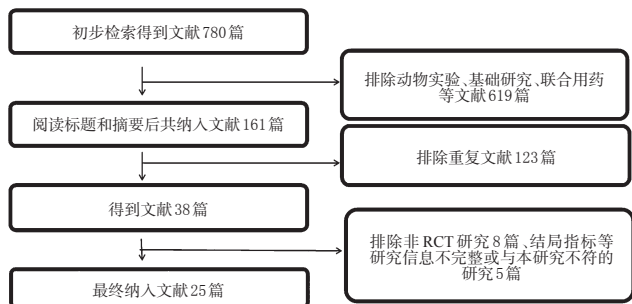 初步检索得到文献780篇
排除动物实验、基础研究、联合用药
等文献619篇
阅读标题和摘要后共纳入文献161篇
排除重复文献123篇
得到文献38篇
排除非RCT研究8篇、结局指标等
研究信息不完整或与本研究不符的
研究5篇
最终纳入文献25篇